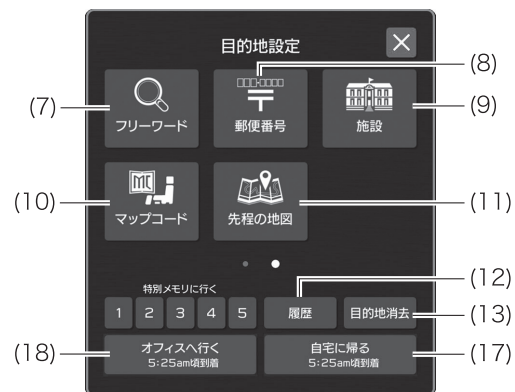 目的地設定
(8)
(7)
フリーワード
郵便番号
施設
(9)
(10)
MC
マップコード
先程の地図
(11)
特別メモリに行く
(12)
1 2 3 4 5 履歴 目的地消去
(13)
(18)
オフィスへ行く
5:25am頃到着
自宅に帰る
5:25am頃到着
(17)